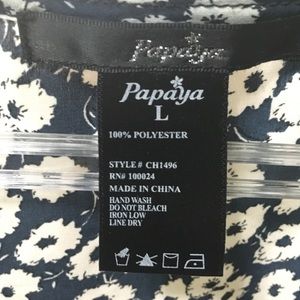 Papaya
Papaya
L
100% POLYESTER
STYLE # CH1496
RN# 100024
MADE IN CHINA
HAND WASH
DO NOT BLEACH
IRON LOW
LINE DRY